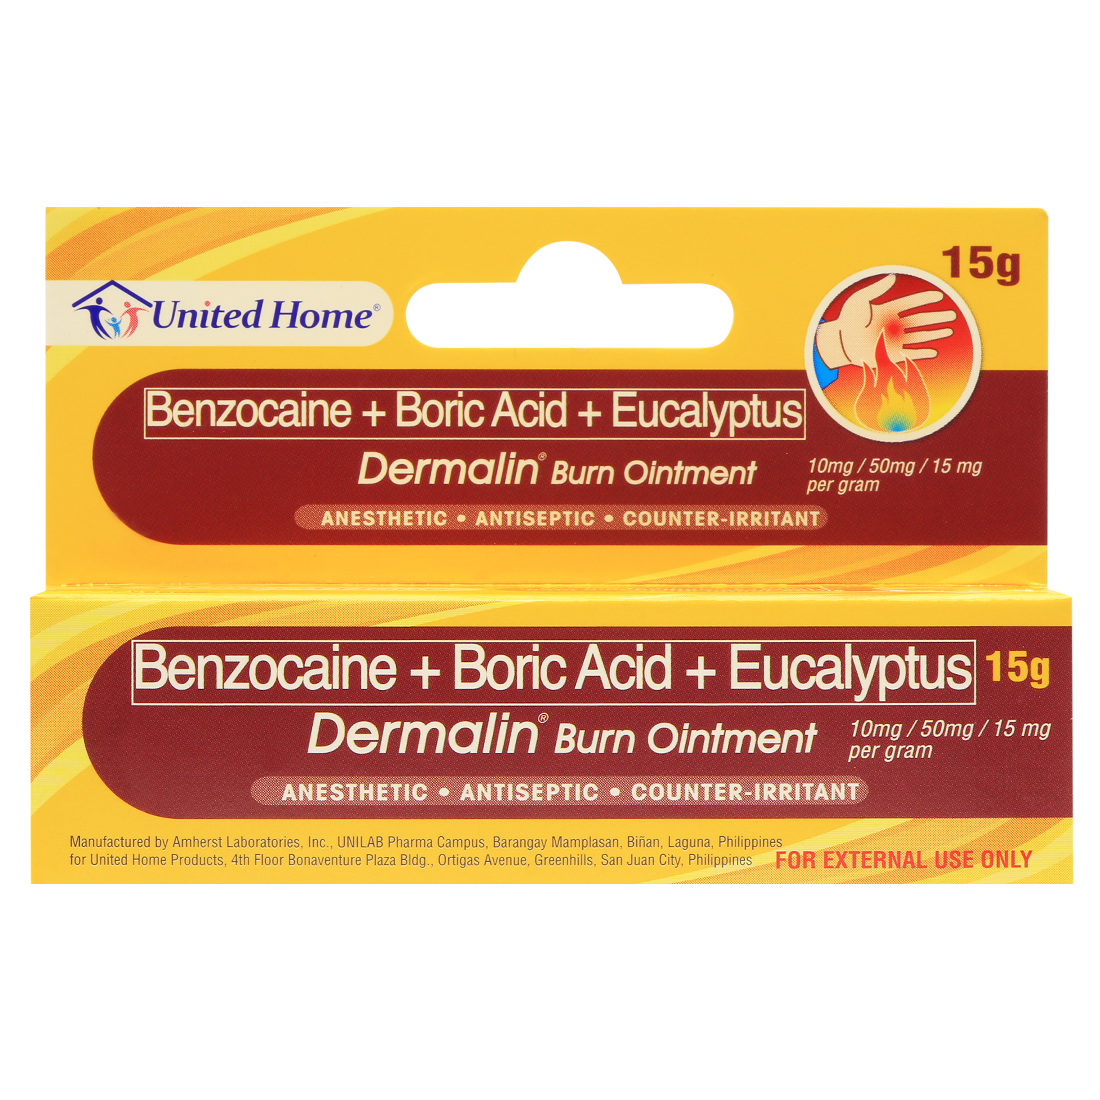 15g
United Home®
Benzocaine + Boric Acid + Eucalyptus
Dermalin® Burn Ointment
10mg / 50mg / 15 mg
per gram
ANESTHETIC • ANTISEPTIC • COUNTER-IRRITANT
Benzocaine + Boric Acid + Eucalyptus 15g
Dermalin® Burn Ointment
10mg / 50mg / 15 mg
per gram
ANESTHETIC • ANTISEPTIC • COUNTER-IRRITANT
Manufactured by Amherst Laboratories, Inc., UNILAB Pharma Campus, Barangay Mamplasan, Biñan, Laguna, Philippines
for United Home Products, 4th Floor Bonaventure Plaza Bldg., Ortigas Avenue, Greenhills, San Juan City, Philippines
FOR EXTERNAL USE ONLY